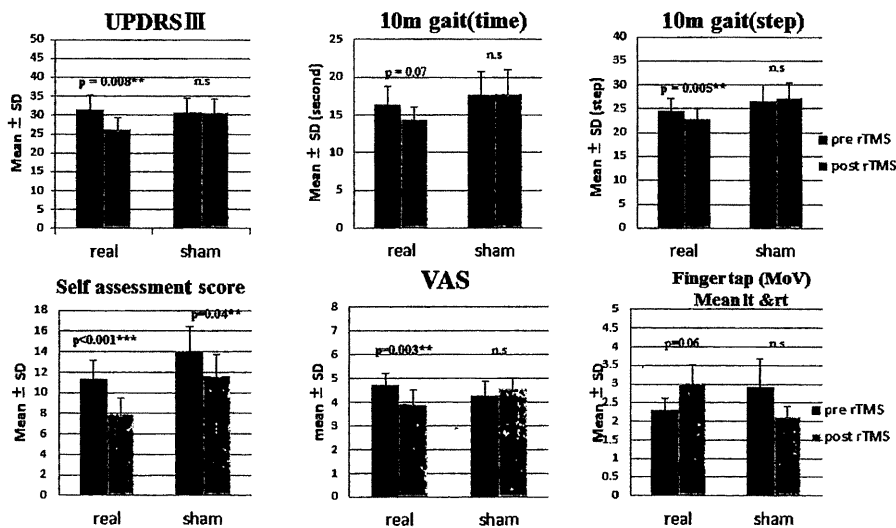 UPDRSⅢ
50
45
40
35
30
25
20
15
10
5
0
Mean ± SD
p = 0.008**
n.s
real
sham
10m gait(time)
25
20
15
10
5
0
Mean ± SD (second)
p = 0.07
n.s
real
sham
10m gait(step)
40
35
30
25
20
15
10
5
0
Mean ± SD (step)
p = 0.005**
n.s
real
sham
pre rTMS
post rTMS
Self assessment score
18
16
14
12
10
8
6
4
2
0
Mean ± SD
p<0.001***
p=0.04**
real
sham
VAS
8
7
6
5
4
3
2
1
0
mean ± SD
p=0.003**
n.s
real
sham
Finger tap (MoV)
Mean lt &rt
5
4.5
4
3.5
3
2.5
2
1.5
1
0.5
0
Mean ± SD
p=0.06
n.s
real
sham
pre rTMS
post rTMS